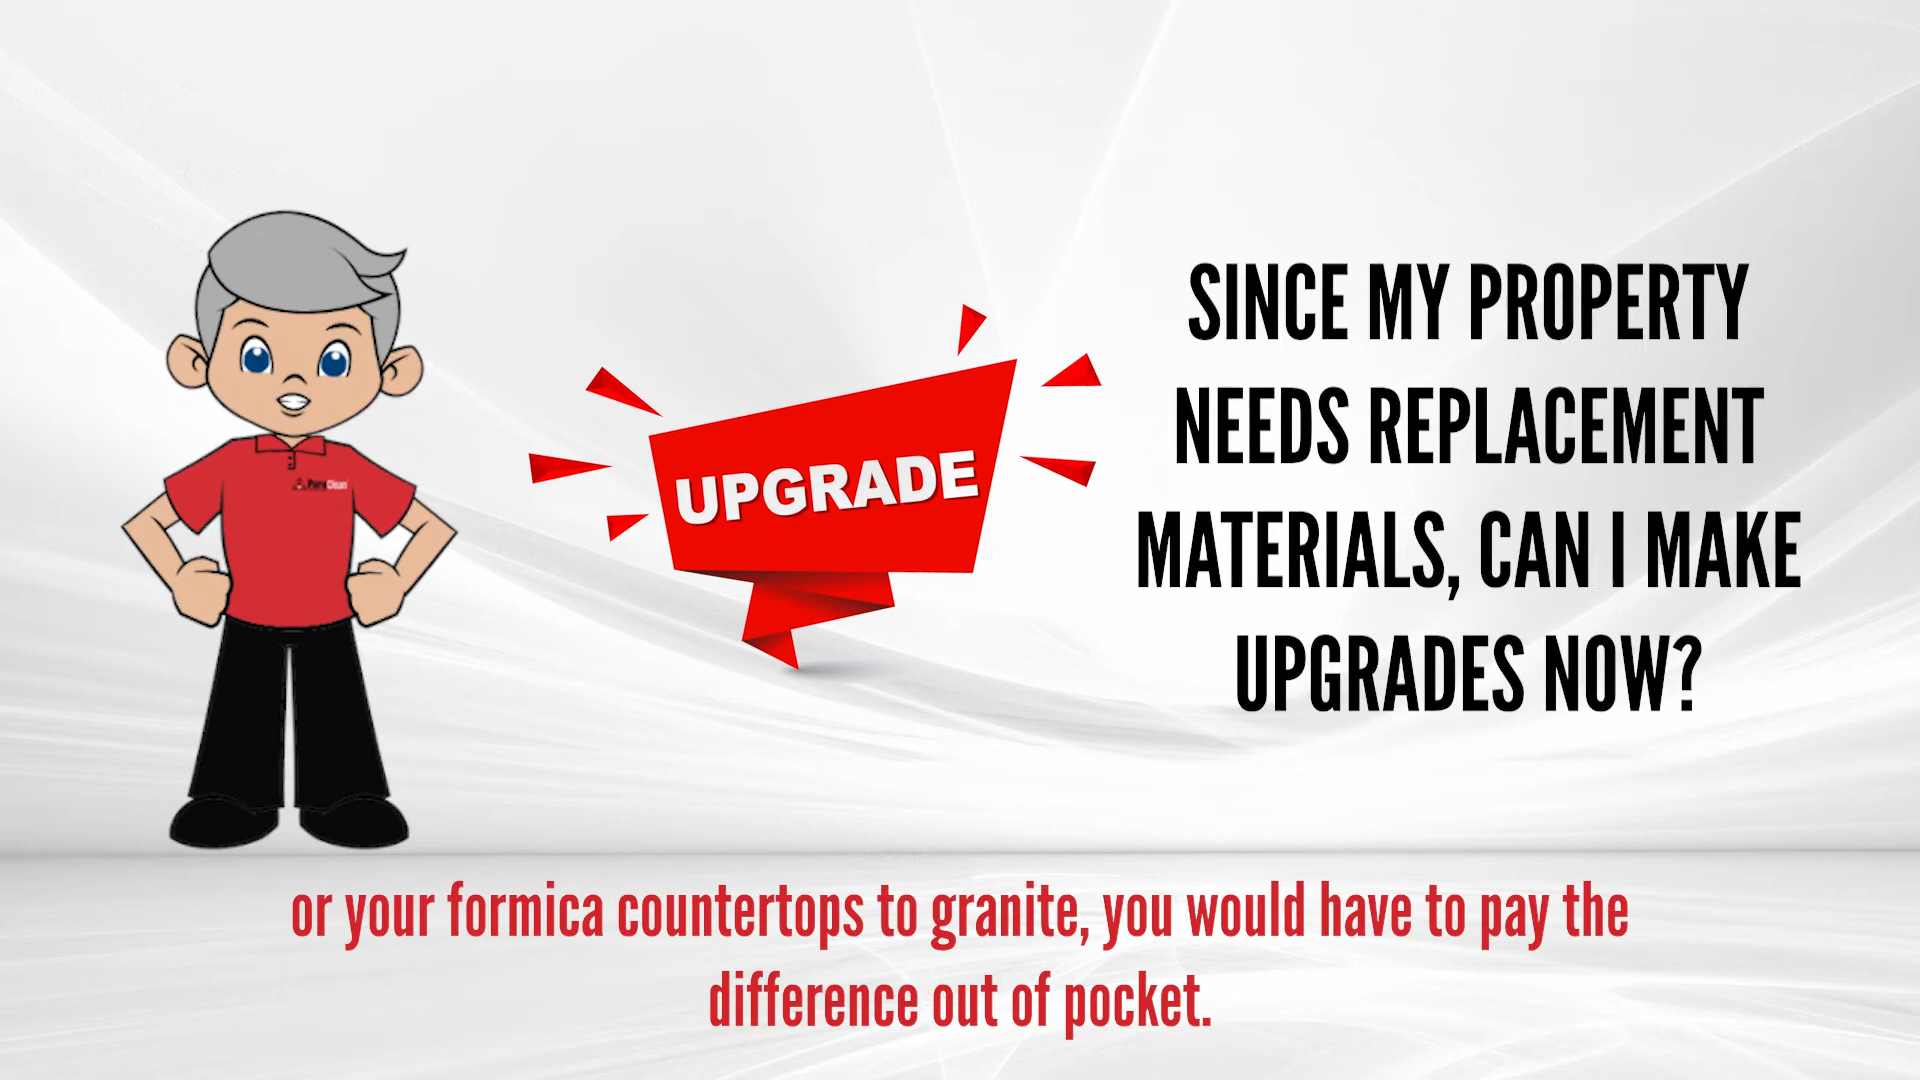 PuroClean
UPGRADE
SINCE MY PROPERTY
NEEDS REPLACEMENT
MATERIALS, CAN I MAKE
UPGRADES NOW?
or your formica countertops to granite, you would have to pay the
difference out of pocket.